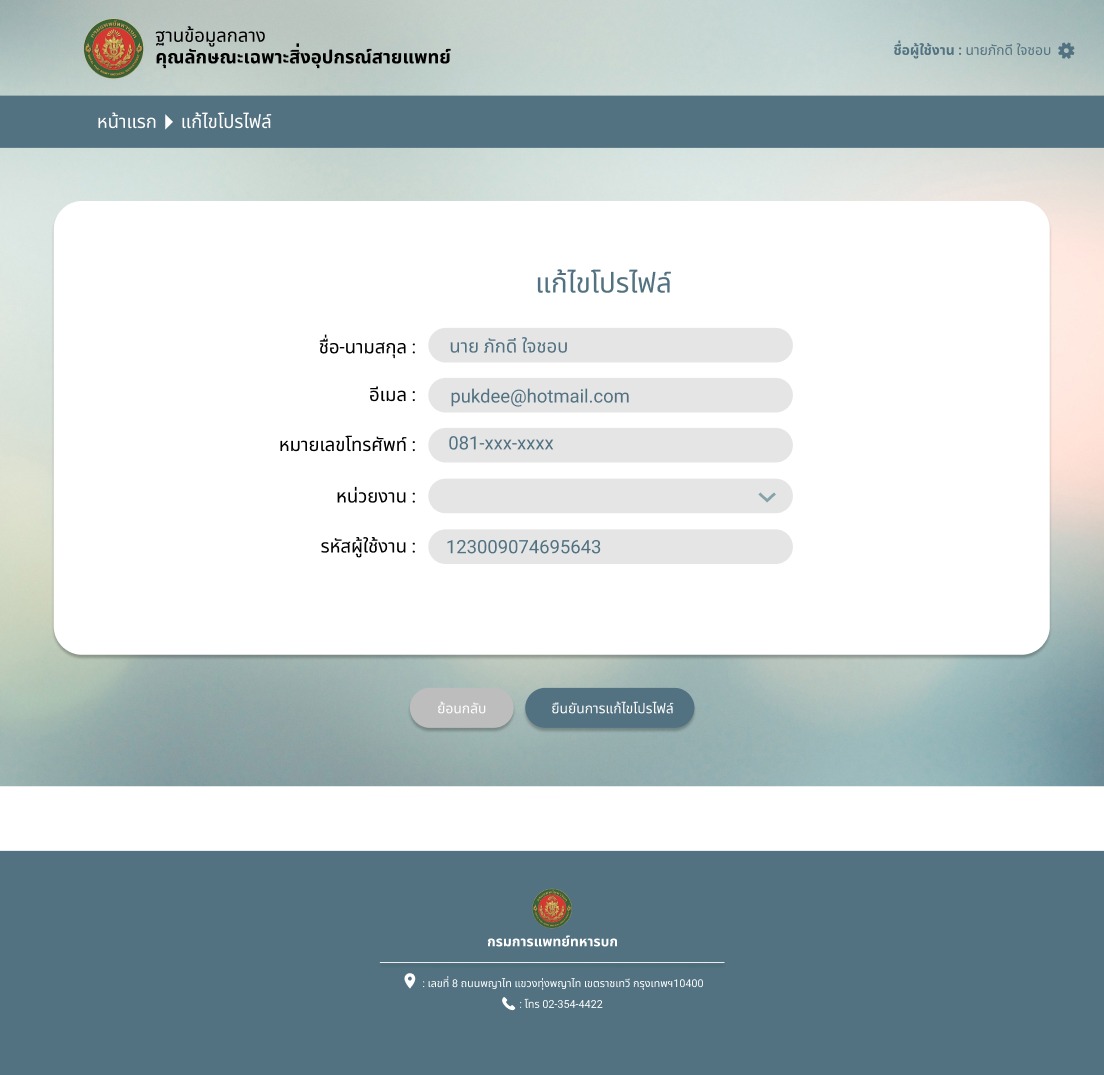 ฐานข้อมูลกลาง
คุณลักษณะเฉพาะสิ่งอุปกรณ์สายแพทย์
ชื่อผู้ใช้งาน : นายภักดี ใจชอบ
หน้าแรก แก้ไขโปรไฟล์
แก้ไขโปรไฟล์
ชื่อ-นามสกุล : นาย ภักดี ใจชอบ
อีเมล : pukdee@hotmail.com
หมายเลขโทรศัพท์ : 081-xxx-xxxx
หน่วยงาน :
รหัสผู้ใช้งาน : 123009074695643
ย้อนกลับ ยืนยันการแก้ไขโปรไฟล์
กรมการแพทย์ทหารบก
: เลขที่ 8 ถนนพญาไท แขวงทุ่งพญาไท เขตราชเทวี กรุงเทพฯ10400
: โทร 02-354-4422